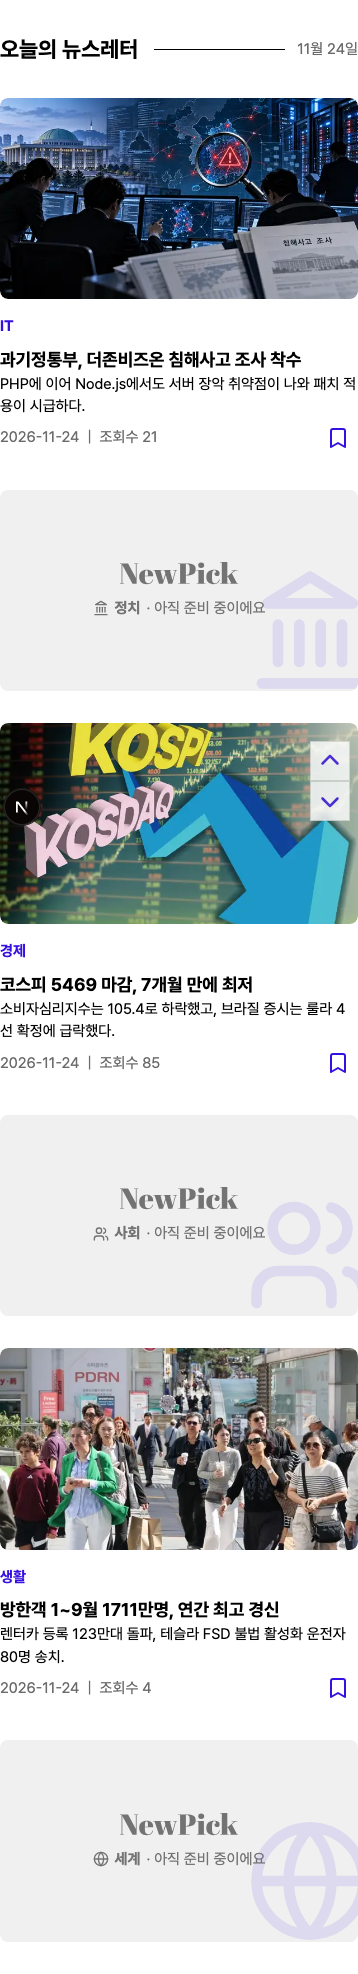 오늘의 뉴스레터
11월 24일
침해사고 조사
IT
과기정통부, 더존비즈온 침해사고 조사 착수
PHP에 이어 Node.js에서도 서버 장악 취약점이 나와 패치 적
용이 시급하다.
2026-11-24 | 조회수 21
NewPick
정치 · 아직 준비 중이에요
KOSPI
KOSDAQ
N
경제
코스피 5469 마감, 7개월 만에 최저
소비자심리지수는 105.4로 하락했고, 브라질 증시는 룰라 4
선 확정에 급락했다.
2026-11-24 | 조회수 85
NewPick
사회 · 아직 준비 중이에요
PDRN
생활
방한객 1~9월 1711만명, 연간 최고 경신
렌터카 등록 123만대 돌파, 테슬라 FSD 불법 활성화 운전자
80명 송치.
2026-11-24 | 조회수 4
NewPick
세계 · 아직 준비 중이에요